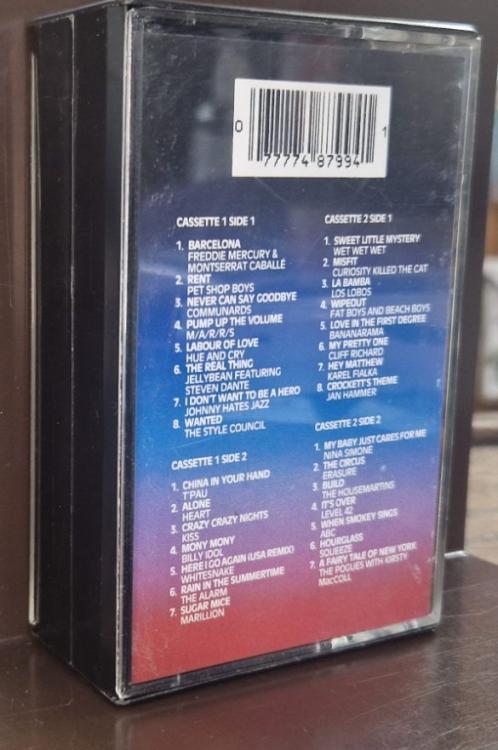 0 77774 87994 1
CASSETTE 1 SIDE 1
1. BARCELONA
FREDDIE MERCURY &
MONTSERRAT CABALLÉ
2. RENT
PET SHOP BOYS
3. NEVER CAN SAY GOODBYE
COMMUNARDS
4. PUMP UP THE VOLUME
M/A/R/R/S
5. LABOUR OF LOVE
HUE AND CRY
6. THE REAL THING
JELLYBEAN FEATURING
STEVEN DANTE
7. I DON'T WANT TO BE A HERO
JOHNNY HATES JAZZ
8. WANTED
THE STYLE COUNCIL
CASSETTE 1 SIDE 2
1. CHINA IN YOUR HAND
T'PAU
2. ALONE
HEART
3. CRAZY CRAZY NIGHTS
KISS
4. MONY MONY
BILLY IDOL
5. HERE I GO AGAIN (USA REMIX)
WHITESNAKE
6. RAIN IN THE SUMMERTIME
THE ALARM
7. SUGAR MICE
MARILLION
CASSETTE 2 SIDE 1
1. SWEET LITTLE MYSTERY
WET WET WET
2. MISFIT
CURIOSITY KILLED THE CAT
3. LA BAMBA
LOS LOBOS
4. WIPEOUT
FAT BOYS AND BEACH BOYS
5. LOVE IN THE FIRST DEGREE
BANANARAMA
6. MY PRETTY ONE
CLIFF RICHARD
7. HEY MATTHEW
KAREL FIALKA
8. CROCKETT'S THEME
JAN HAMMER
CASSETTE 2 SIDE 2
1. MY BABY JUST CARES FOR ME
NINA SIMONE
2. THE CIRCUS
ERASURE
3. BUILD
THE HOUSEMARTINS
4. IT'S OVER
LEVEL 42
5. WHEN SMOKEY SINGS
ABC
6. HOURGLASS
SQUEEZE
7. A FAIRY TALE OF NEW YORK
THE POGUES WITH KIRSTY
MacCOLL